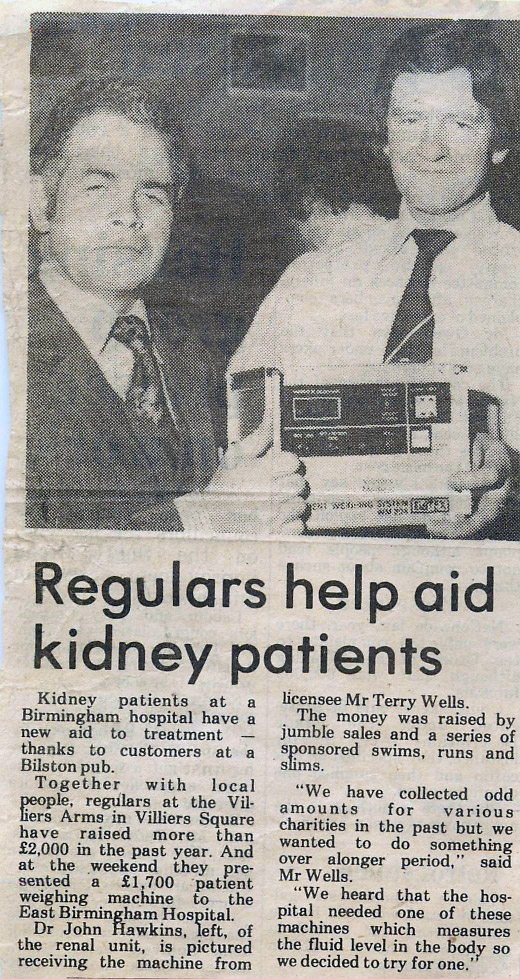 ENT WEIGHING SYSTEM
Regulars help aid
kidney patients
Kidney patients at a
Birmingham hospital have a
new aid to treatment —
thanks to customers at a
Bilston pub.
Together with local
people, regulars at the Vil-
liers Arms in Villiers Square
have raised more than
£2,000 in the past year. And
at the weekend they pre-
sented a £1,700 patient
weighing machine to the
East Birmingham Hospital.
Dr John Hawkins, left, of
the renal unit, is pictured
receiving the machine from
licensee Mr Terry Wells.
The money was raised by
jumble sales and a series of
sponsored swims, runs and
slims.
"We have collected odd
amounts for various
charities in the past but we
wanted to do something
over alonger period," said
Mr Wells.
"We heard that the hos-
pital needed one of these
machines which measures
the fluid level in the body so
we decided to try for one."